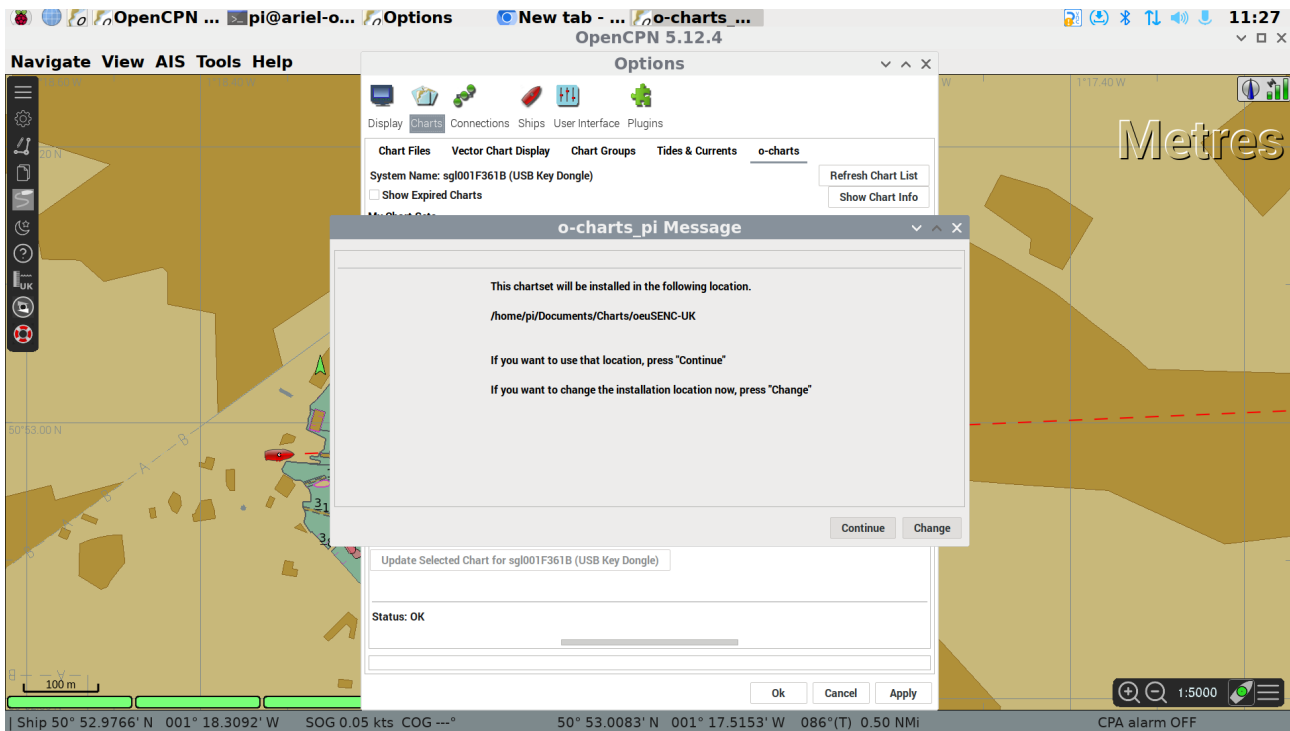 OpenCPN ... pi@ariel-o... Options New tab - ... o-charts_... 11:27
OpenCPN 5.12.4
Navigate View AIS Tools Help
Options
1°17.40 W
Metres
Display Charts Connections Ships User Interface Plugins
Chart Files Vector Chart Display Chart Groups Tides & Currents o-charts
20 N
System Name: sgl001F361B (USB Key Dongle) Refresh Chart List
Show Expired Charts Show Chart Info
o-charts_pi Message
UK
This chartset will be installed in the following location.
/home/pi/Documents/Charts/oeuSENC-UK
If you want to use that location, press "Continue"
If you want to change the installation location now, press "Change"
50°53.00 N
B
A
B
B
Continue Change
Update Selected Chart for sgl001F361B (USB Key Dongle)
Status: OK
100 m
Ok Cancel Apply
1:5000
Ship 50° 52.9766' N 001° 18.3092' W SOG 0.05 kts COG ---° 50° 53.0083' N 001° 17.5153' W 086°(T) 0.50 NMi CPA alarm OFF